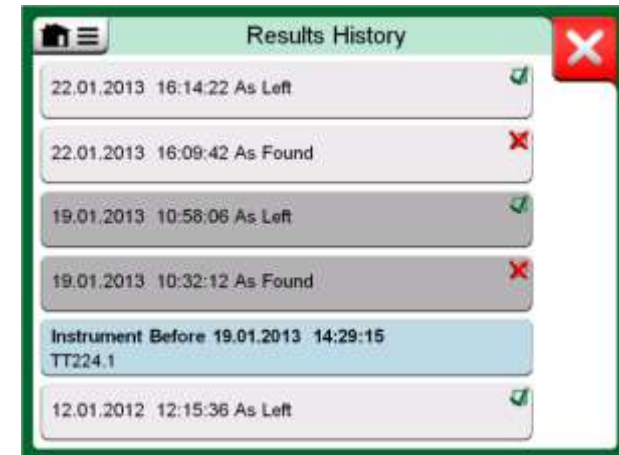 Results History
22.01.2013 16:14:22 As Left
22.01.2013 16:09:42 As Found
19.01.2013 10:58:06 As Left
19.01.2013 10:32:12 As Found
Instrument Before 19.01.2013 14:29:15
TT224.1
12.01.2012 12:15:36 As Left